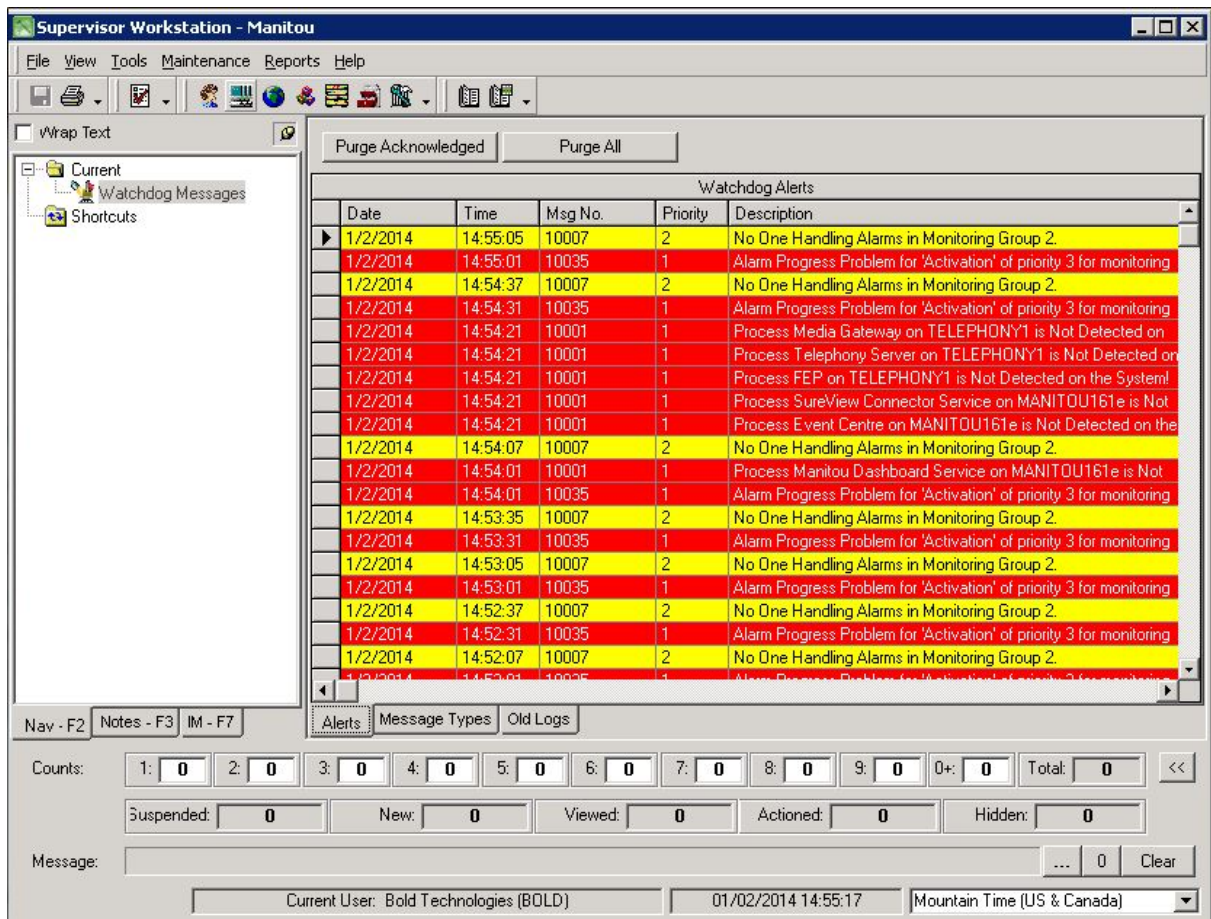 Supervisor Workstation - Manitou
File View Tools Maintenance Reports Help
Wrap Text
Current
Watchdog Messages
Shortcuts
Nav - F2 Notes - F3 IM - F7
Purge Acknowledged Purge All
Watchdog Alerts
Date Time Msg No. Priority Description
1/2/2014 14:55:05 10007 2 No One Handling Alarms in Monitoring Group 2.
1/2/2014 14:55:01 10035 1 Alarm Progress Problem for 'Activation' of priority 3 for monitoring
1/2/2014 14:54:37 10007 2 No One Handling Alarms in Monitoring Group 2.
1/2/2014 14:54:31 10035 1 Alarm Progress Problem for 'Activation' of priority 3 for monitoring
1/2/2014 14:54:21 10001 1 Process Media Gateway on TELEPHONY1 is Not Detected on
1/2/2014 14:54:21 10001 1 Process Telephony Server on TELEPHONY1 is Not Detected on
1/2/2014 14:54:21 10001 1 Process FEP on TELEPHONY1 is Not Detected on the System!
1/2/2014 14:54:21 10001 1 Process SureView Connector Service on MANITOU161e is Not
1/2/2014 14:54:21 10001 1 Process Event Centre on MANITOU161e is Not Detected on the
1/2/2014 14:54:07 10007 2 No One Handling Alarms in Monitoring Group 2.
1/2/2014 14:54:01 10001 1 Process Manitou Dashboard Service on MANITOU161e is Not
1/2/2014 14:54:01 10035 1 Alarm Progress Problem for 'Activation' of priority 3 for monitoring
1/2/2014 14:53:35 10007 2 No One Handling Alarms in Monitoring Group 2.
1/2/2014 14:53:31 10035 1 Alarm Progress Problem for 'Activation' of priority 3 for monitoring
1/2/2014 14:53:05 10007 2 No One Handling Alarms in Monitoring Group 2.
1/2/2014 14:53:01 10035 1 Alarm Progress Problem for 'Activation' of priority 3 for monitoring
1/2/2014 14:52:37 10007 2 No One Handling Alarms in Monitoring Group 2.
1/2/2014 14:52:31 10035 1 Alarm Progress Problem for 'Activation' of priority 3 for monitoring
1/2/2014 14:52:07 10007 2 No One Handling Alarms in Monitoring Group 2.
Alerts Message Types Old Logs
Counts: 1: 0 2: 0 3: 0 4: 0 5: 0 6: 0 7: 0 8: 0 9: 0 0+: 0 Total: 0 <<
Suspended: 0 New: 0 Viewed: 0 Actioned: 0 Hidden: 0
Message: ... 0 Clear
Current User: Bold Technologies (BOLD) 01/02/2014 14:55:17 Mountain Time (US & Canada)